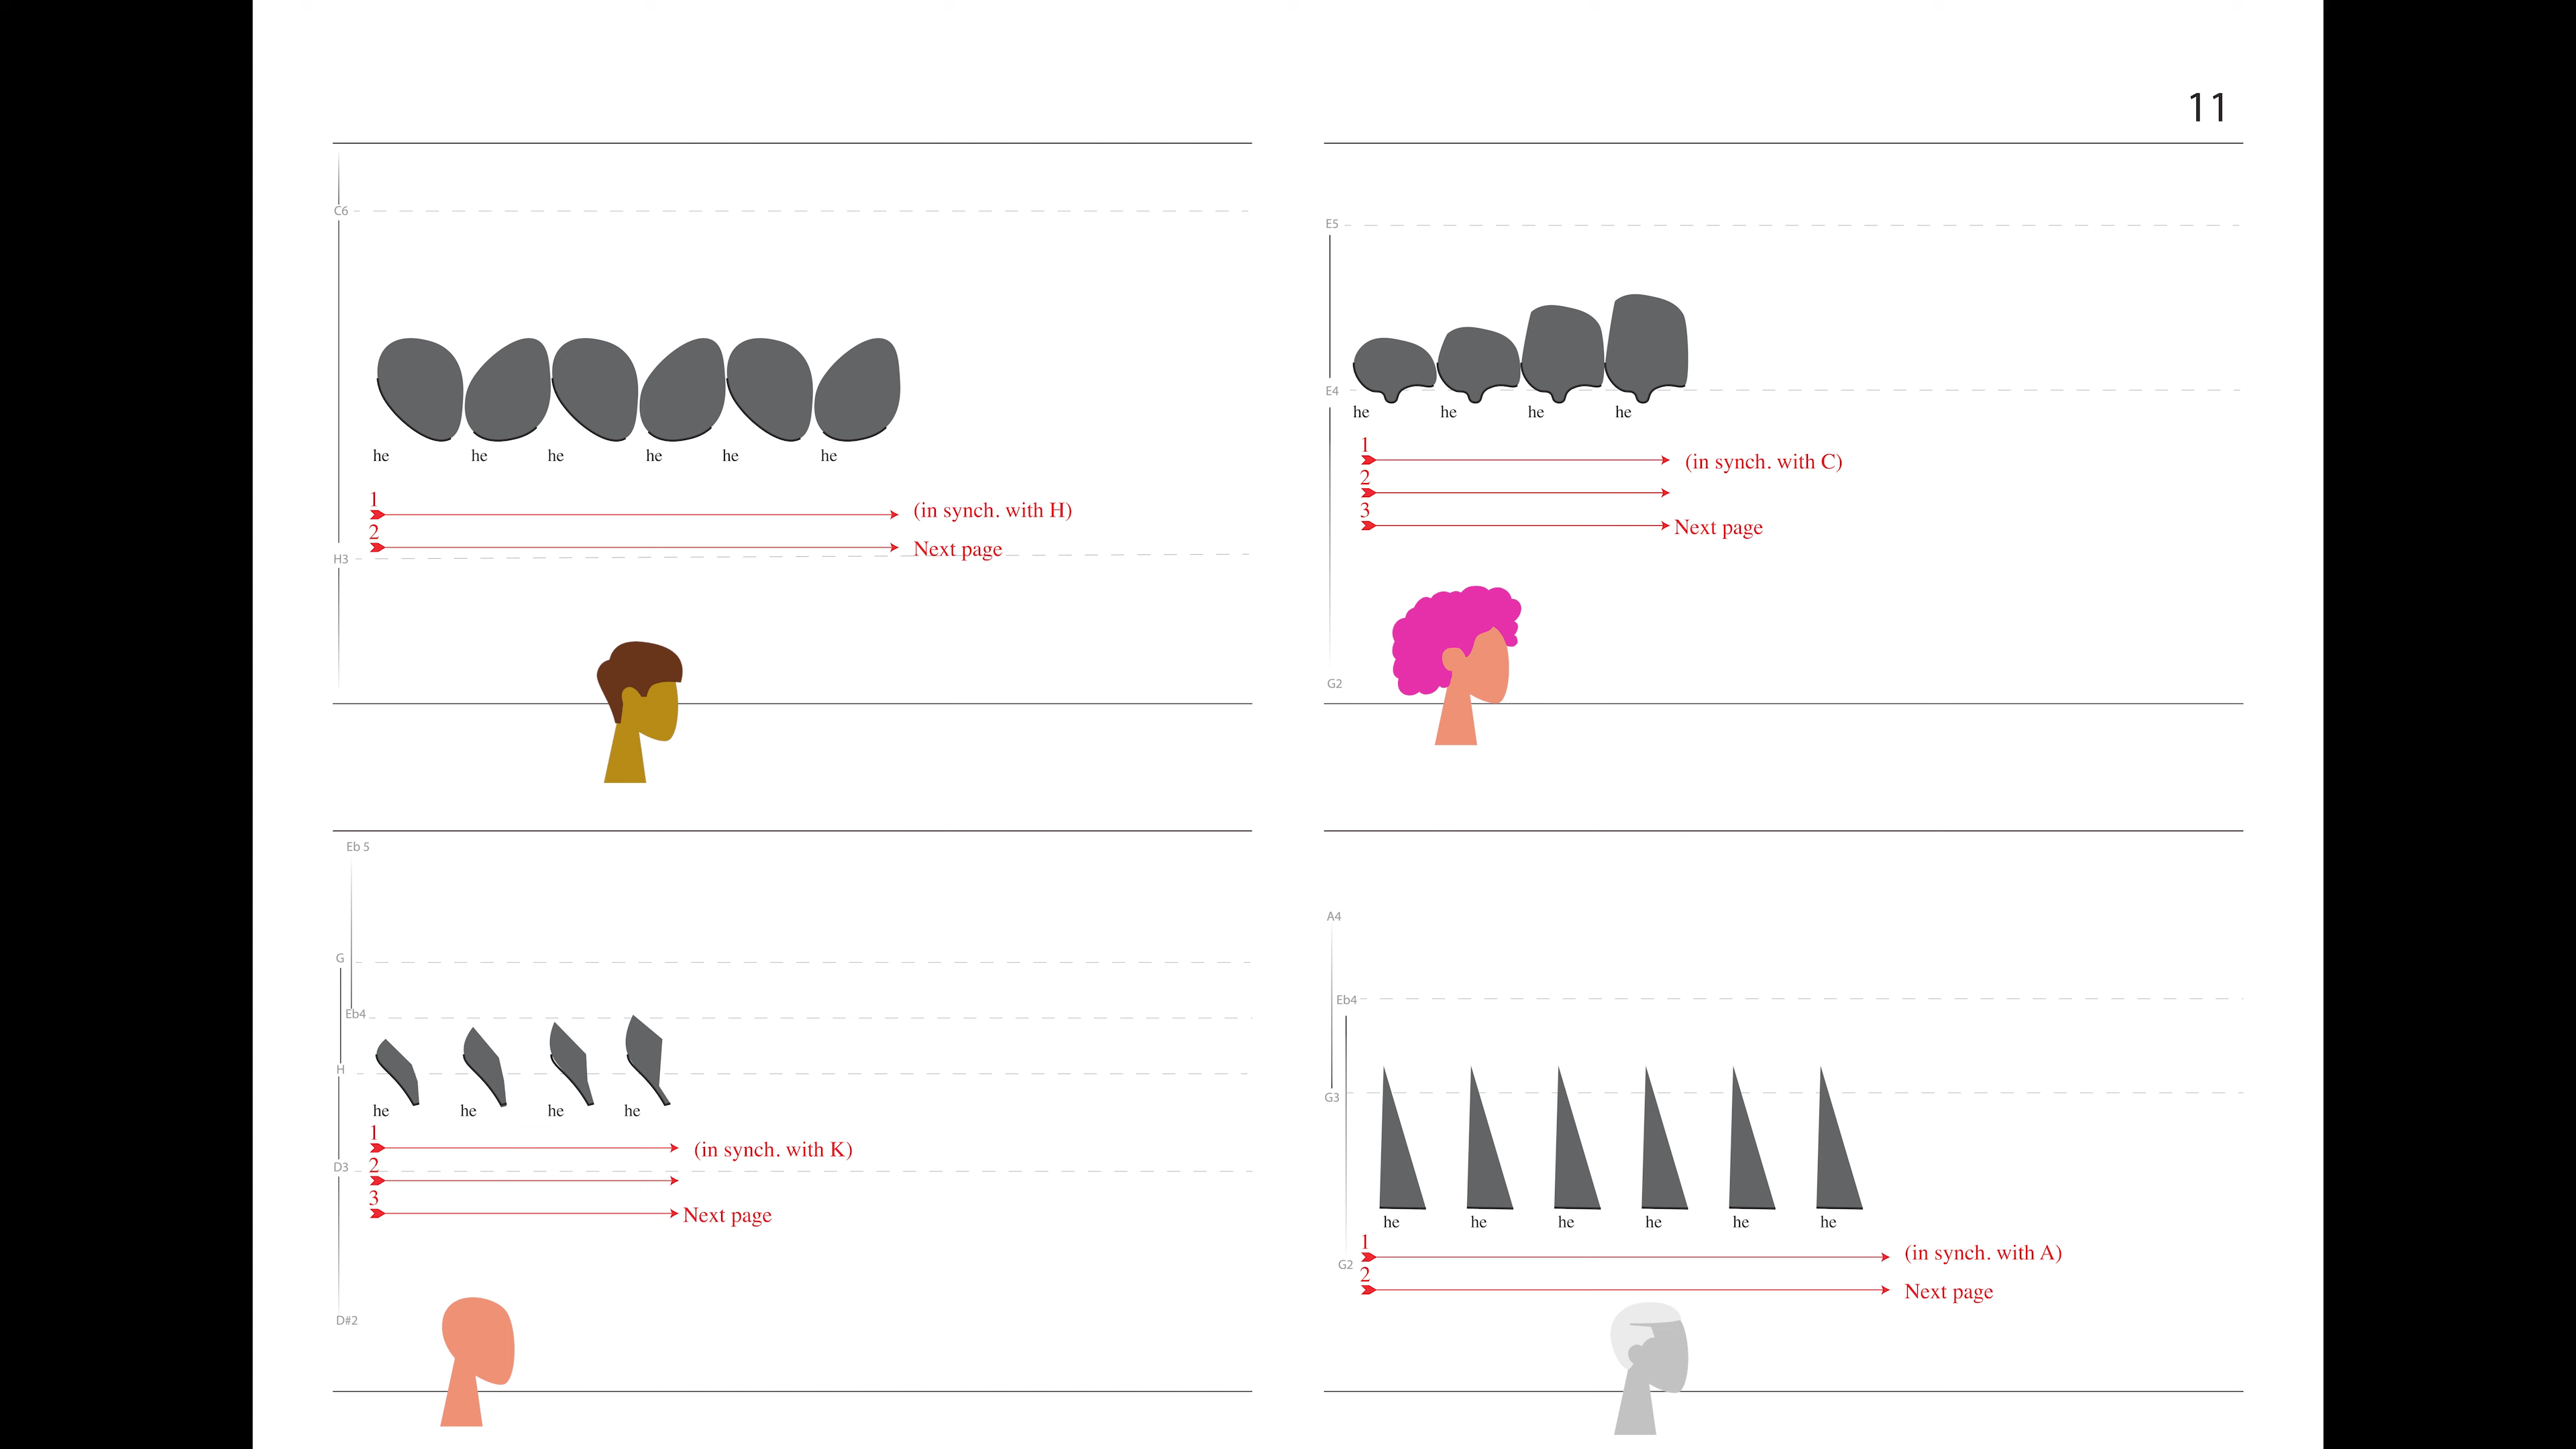 11
C6
he he he he he he
1
(in synch. with H)
2
Next page
H3
E5
E4
he he he he
1
(in synch. with C)
2
3
Next page
G2
Eb 5
G
Eb4
H
he he he he
1
(in synch. with K)
D3
2
3
Next page
D#2
A4
Eb4
G3
he he he he he he
1
(in synch. with A)
G2
2
Next page